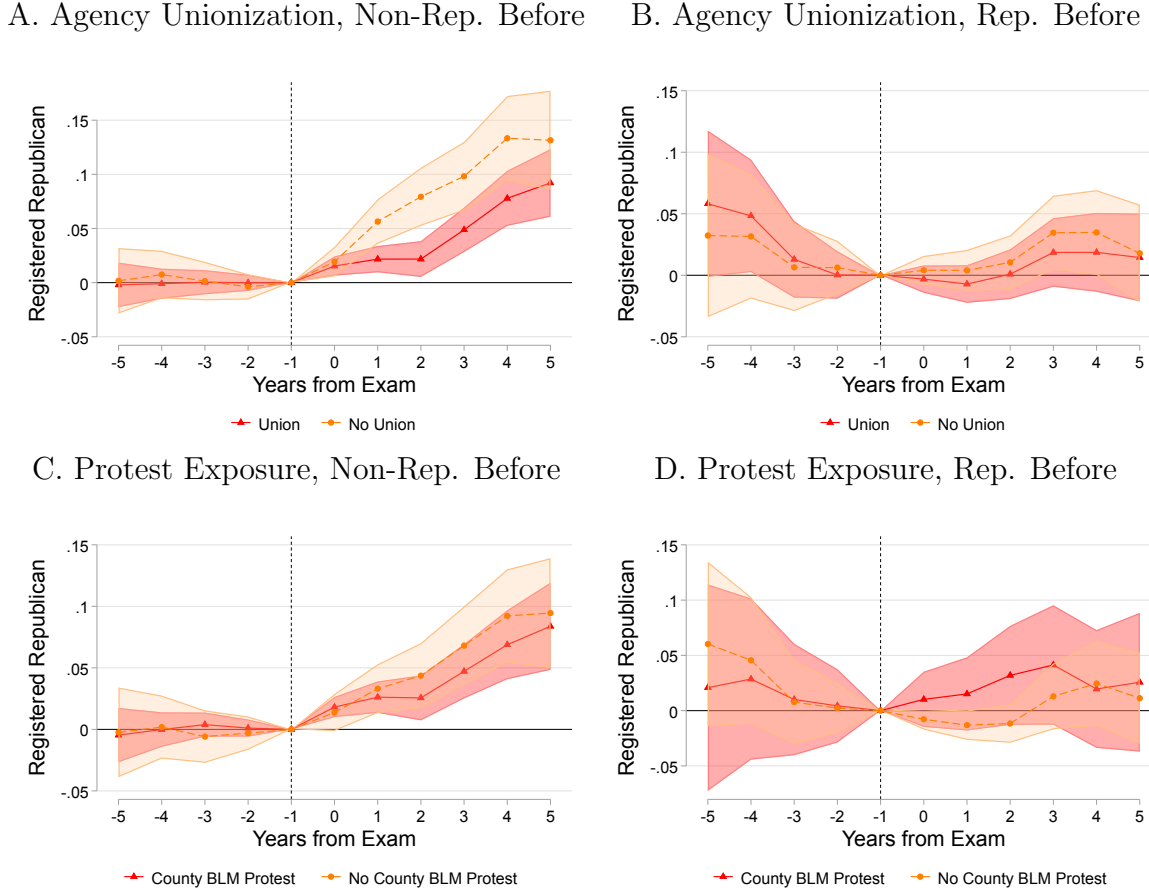 A. Agency Unionization, Non-Rep. Before
Registered Republican
.15
.1
.05
0
-.05
-5 -4 -3 -2 -1 0 1 2 3 4 5
Years from Exam
Union No Union
B. Agency Unionization, Rep. Before
Registered Republican
.15
.1
.05
0
-.05
-5 -4 -3 -2 -1 0 1 2 3 4 5
Years from Exam
Union No Union
C. Protest Exposure, Non-Rep. Before
Registered Republican
.15
.1
.05
0
-.05
-5 -4 -3 -2 -1 0 1 2 3 4 5
Years from Exam
County BLM Protest No County BLM Protest
D. Protest Exposure, Rep. Before
Registered Republican
.15
.1
.05
0
-.05
-5 -4 -3 -2 -1 0 1 2 3 4 5
Years from Exam
County BLM Protest No County BLM Protest